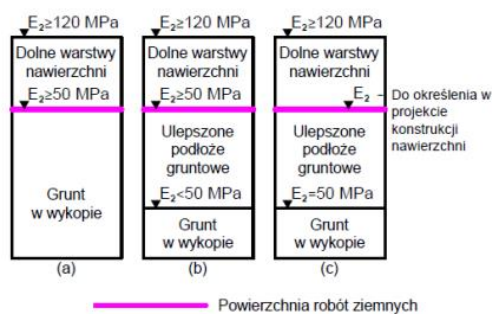 E₂≥120 MPa
Dolne warstwy
nawierzchni
E₂≥50 MPa
Grunt
w wykopie
(a)
E₂≥120 MPa
Dolne warstwy
nawierzchni
E₂≥50 MPa
Ulepszone
podłoże
gruntowe
E₂<50 MPa
Grunt
w wykopie
(b)
E₂≥120 MPa
Dolne warstwy
nawierzchni
E₂ - Do określenia w
projekcie
konstrukcji
nawierzchni
Ulepszone
podłoże
gruntowe
E₂=50 MPa
Grunt
w wykopie
(c)
Powierzchnia robót ziemnych